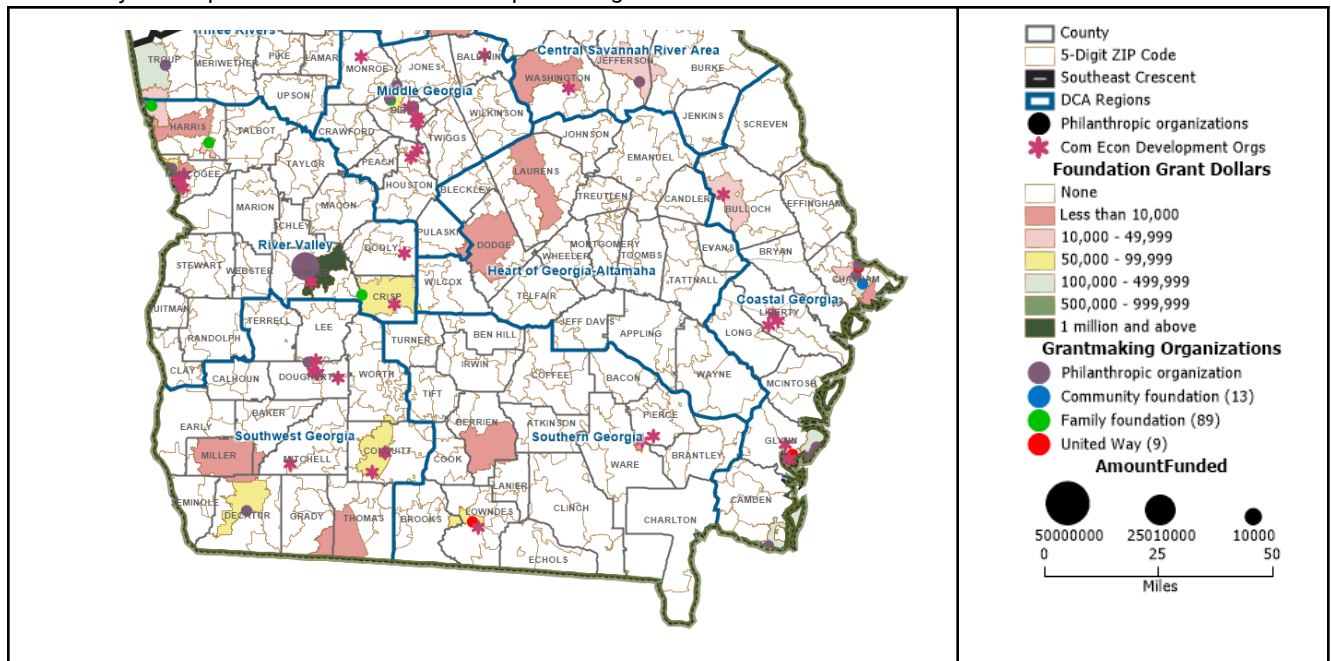 Three Rivers
Central Savannah River Area
TROUP
MERIWETHER
PIKE
LAMAR
MONROE
JONES
BALDWIN
WASHINGTON
JEFFERSON
BURKE
UPSON
Middle Georgia
BIBB
WILKINSON
HARRIS
TALBOT
CRAWFORD
TWIGGS
JENKINS
SCREVEN
TAYLOR
PEACH
JOHNSON
EMANUEL
HOUSTON
BLECKLEY
LAURENS
MARION
MACON
TREUTLEN
CANDLER
BULLOCH
EFFINGHAM
SCHLEY
PULASKI
River Valley
DOOLY
DODGE
WHEELER
MONTGOMERY
TOOMBS
EVANS
BRYAN
STEWART
WEBSTER
Heart of Georgia-Altamaha
TATTNALL
CHATHAM
CRISP
WILCOX
TELFAIR
Coastal Georgia
UITMAN
TERRELL
LEE
LIBERTY
RANDOLPH
TURNER
BEN HILL
JEFF DAVIS
APPLING
LONG
CLAY
CALHOUN
DOUGHERTY
WORTH
IRWIN
COFFEE
BACON
WAYNE
MCINTOSH
TIFT
BAKER
EARLY
BERRIEN
ATKINSON
PIERCE
Southwest Georgia
Southern Georgia
GLYNN
MILLER
MITCHELL
COLQUITT
COOK
WARE
BRANTLEY
LANIER
SEMINOLE
DECATUR
GRADY
THOMAS
BROOKS
LOWNDES
CLINCH
CAMDEN
CHARLTON
ECHOLS
County
5-Digit ZIP Code
Southeast Crescent
DCA Regions
Philanthropic organizations
Com Econ Development Orgs
Foundation Grant Dollars
None
Less than 10,000
10,000 - 49,999
50,000 - 99,999
100,000 - 499,999
500,000 - 999,999
1 million and above
Grantmaking Organizations
Philanthropic organization
Community foundation (13)
Family foundation (89)
United Way (9)
AmountFunded
50000000 25010000 10000
0 25 50
Miles